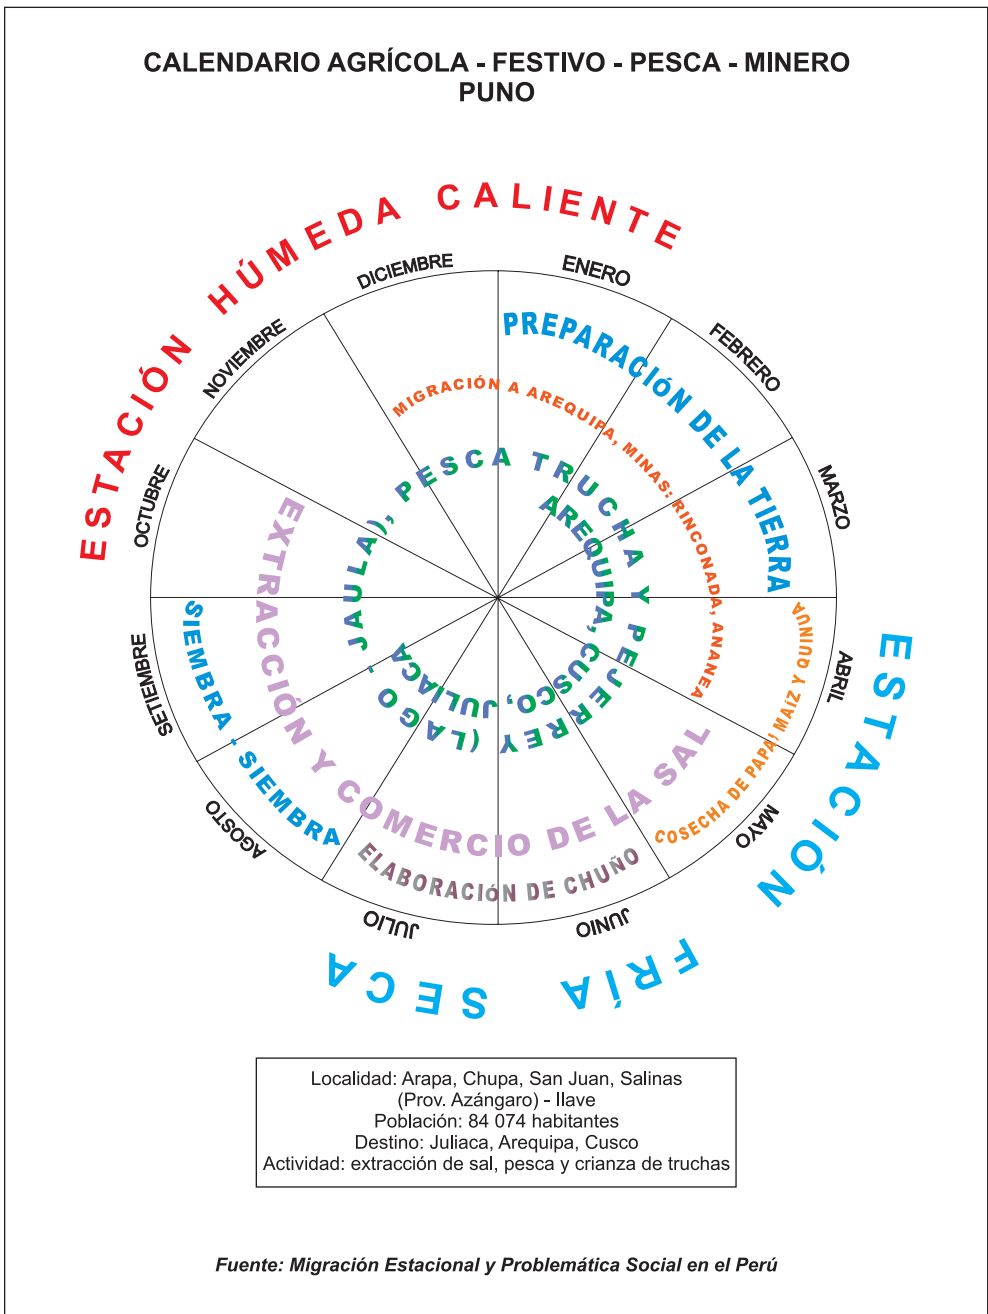 CALENDARIO AGRÍCOLA - FESTIVO - PESCA - MINERO
PUNO
ESTACIÓN HÚMEDA CALIENTE
ENERO
FEBRERO
MARZO
ABRIL
MAYO
JUNIO
JULIO
AGOSTO
SETIEMBRE
OCTUBRE
NOVIEMBRE
DICIEMBRE
PREPARACIÓN DE LA TIERRA
MIGRACIÓN A AREQUIPA, MINAS: RINCONADA, ANANEA
PESCA TRUCHA Y PEJERREY (LAGO - JAULA),
AREQUIPA, CUSCO, JULIACA
EXTRACCIÓN Y COMERCIO DE LA SAL
SIEMBRA - SIEMBRA
ELABORACIÓN DE CHUÑO
COSECHA DE PAPA, MAÍZ Y QUINUA
ESTACIÓN FRÍA SECA
Localidad: Arapa, Chupa, San Juan, Salinas
(Prov. Azángaro) - Ilave
Población: 84 074 habitantes
Destino: Juliaca, Arequipa, Cusco
Actividad: extracción de sal, pesca y crianza de truchas
Fuente: Migración Estacional y Problemática Social en el Perú